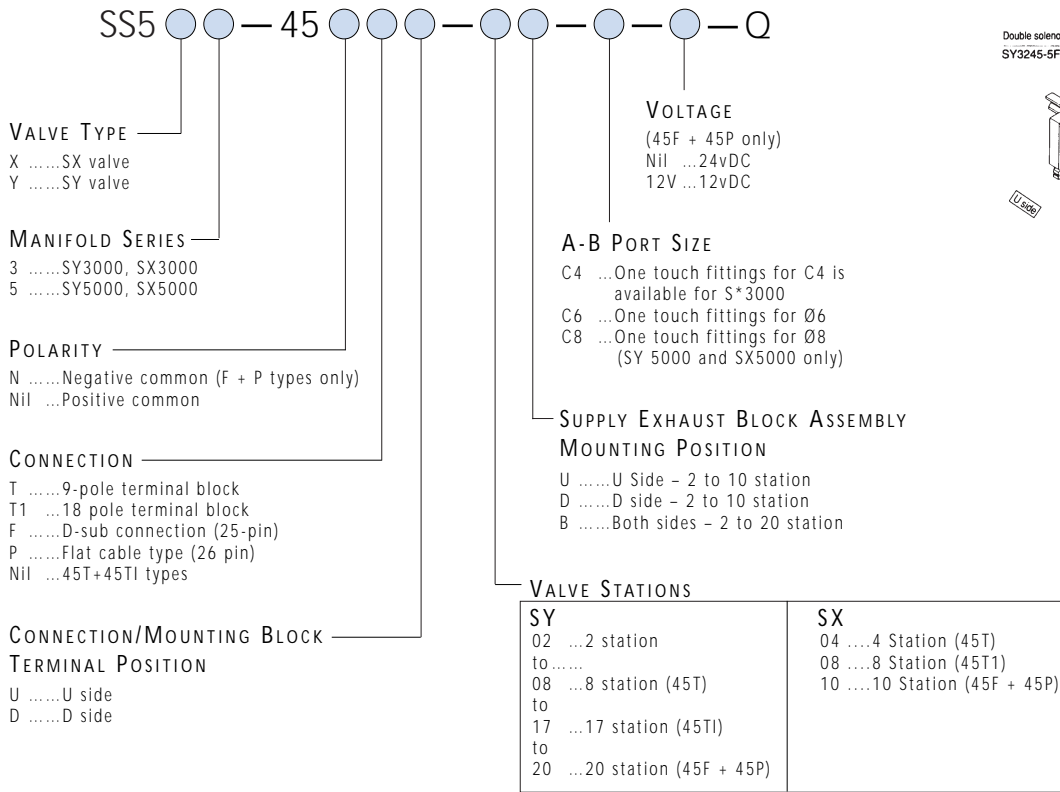 SS5 — 45 — — — — Q
VALVE TYPE
X ......SX valve
Y ......SY valve
MANIFOLD SERIES
3 ......SY3000, SX3000
5 ......SY5000, SX5000
POLARITY
N ......Negative common (F + P types only)
Nil ...Positive common
CONNECTION
T ......9-pole terminal block
T1 ...18 pole terminal block
F ......D-sub connection (25-pin)
P ......Flat cable type (26 pin)
Nil ...45T+45TI types
CONNECTION/MOUNTING BLOCK
TERMINAL POSITION
U ......U side
D ......D side
VOLTAGE
(45F + 45P only)
Nil ...24vDC
12V ...12vDC
A-B PORT SIZE
C4 ...One touch fittings for C4 is
available for S*3000
C6 ...One touch fittings for Ø6
C8 ...One touch fittings for Ø8
(SY 5000 and SX5000 only)
SUPPLY EXHAUST BLOCK ASSEMBLY
MOUNTING POSITION
U ......U Side – 2 to 10 station
D ......D side – 2 to 10 station
B ......Both sides – 2 to 20 station
VALVE STATIONS
SY
02 ...2 station
to ......
08 ...8 station (45T)
to
17 ...17 station (45TI)
to
20 ...20 station (45F + 45P)
SX
04 ....4 Station (45T)
08 ....8 Station (45T1)
10 ....10 Station (45F + 45P)
Double
SY3245-5F
U side